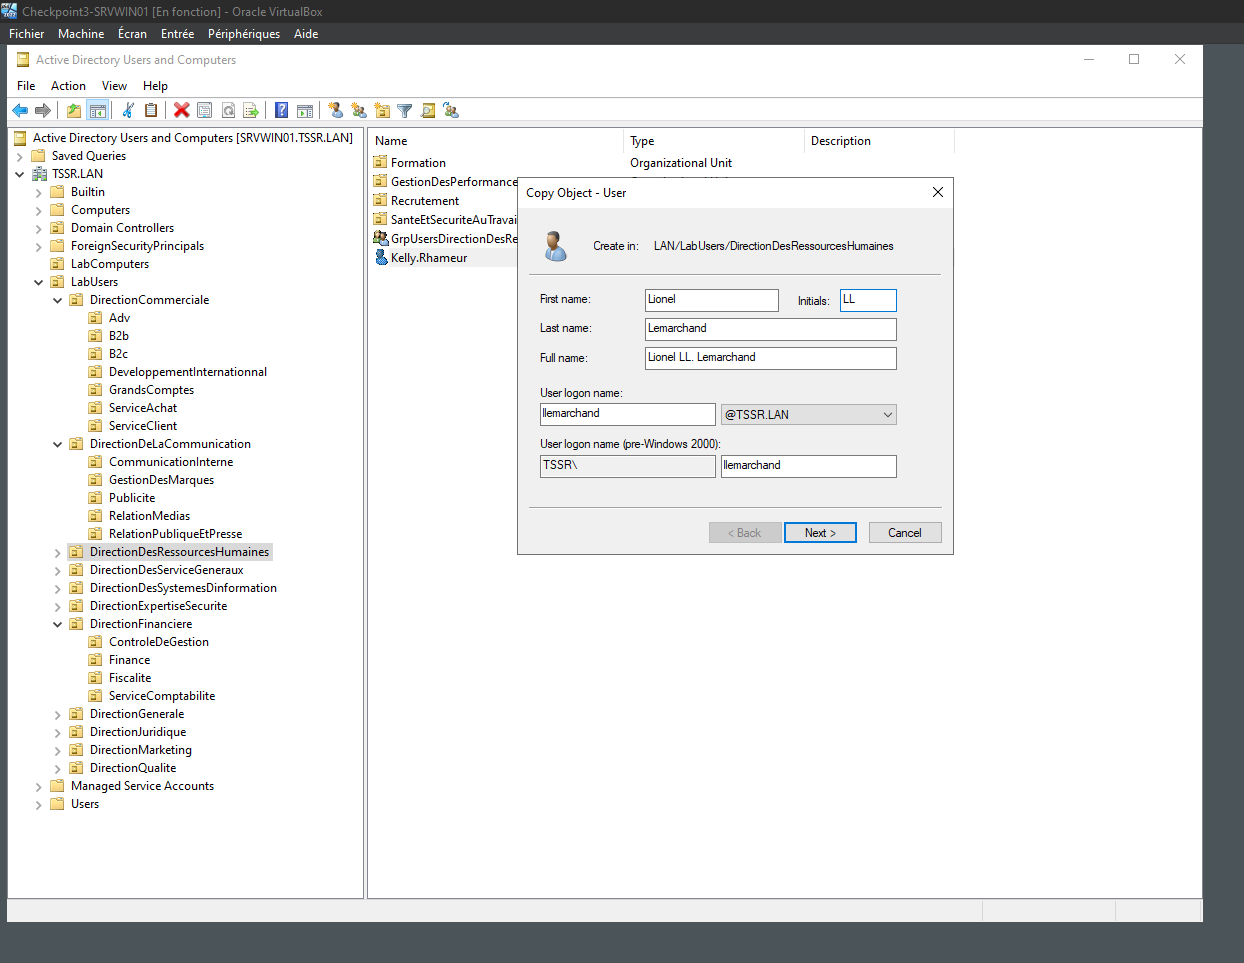 Checkpoint3-SRVWIN01 [En fonction] - Oracle VirtualBox
Fichier Machine Écran Entrée Périphériques Aide
Active Directory Users and Computers
File Action View Help
Active Directory Users and Computers [SRVWIN01.TSSR.LAN]
Saved Queries
TSSR.LAN
Builtin
Computers
Domain Controllers
ForeignSecurityPrincipals
LabComputers
LabUsers
DirectionCommerciale
Adv
B2b
B2c
DeveloppementInternationnal
GrandsComptes
ServiceAchat
ServiceClient
DirectionDeLaCommunication
CommunicationInterne
GestionDesMarques
Publicite
RelationMedias
RelationPubliqueEtPresse
DirectionDesRessourcesHumaines
DirectionDesServiceGeneraux
DirectionDesSystemesDinformation
DirectionExpertiseSecurite
DirectionFinanciere
ControleDeGestion
Finance
Fiscalite
ServiceComptabilite
DirectionGenerale
DirectionJuridique
DirectionMarketing
DirectionQualite
Managed Service Accounts
Users
Name Type Description
Formation Organizational Unit
GestionDesPerformance
Recrutement
SanteEtSecuriteAuTravai
GrpUsersDirectionDesRe
Kelly.Rhameur
Copy Object - User
Create in: LAN/LabUsers/DirectionDesRessourcesHumaines
First name: Lionel Initials: LL
Last name: Lemarchand
Full name: Lionel LL. Lemarchand
User logon name:
llemarchand @TSSR.LAN
User logon name (pre-Windows 2000):
TSSR\ llemarchand
< Back Next > Cancel